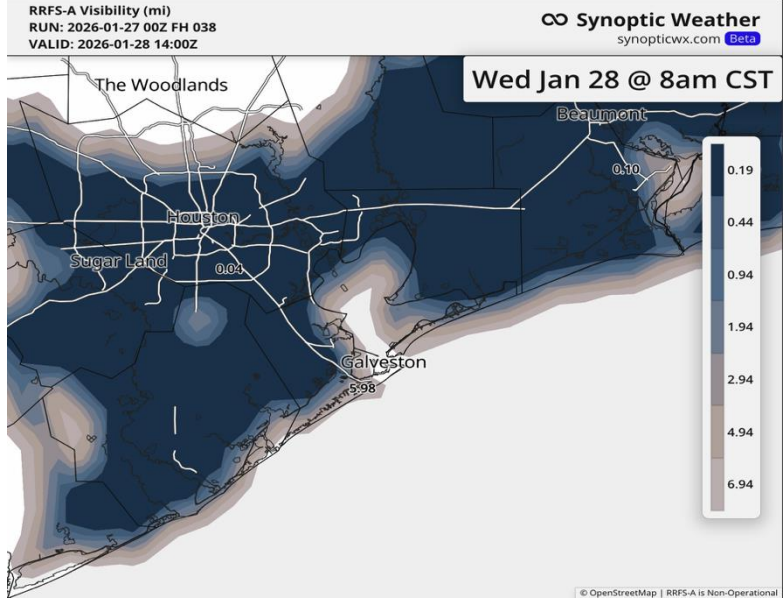 RRFS-A Visibility (mi)
RUN: 2026-01-27 00Z FH 038
VALID: 2026-01-28 14:00Z
Synoptic Weather
synopticwx.com Beta
Wed Jan 28 @ 8am CST
The Woodlands
Beaumont
0.10
Houston
Sugar Land
0.04
Galveston
5.98
0.19
0.44
0.94
1.94
2.94
4.94
6.94
© OpenStreetMap | RRFS-A is Non-Operational